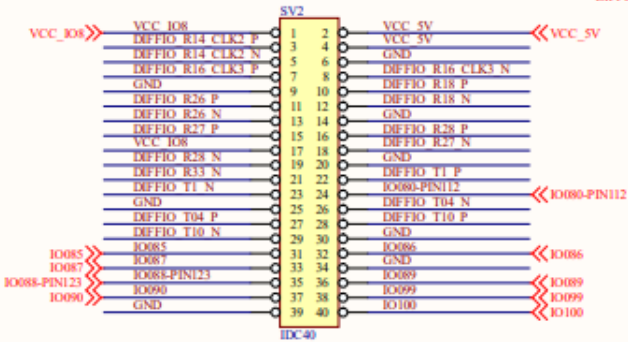 SV2
VCC_IO8 VCC_IO8 1 2 VCC_5V VCC_5V
DIFFIO_R14_CLK2_P 3 4 VCC_5V
DIFFIO_R14_CLK2_N 5 6 GND
DIFFIO_R16_CLK3_P 7 8 DIFFIO_R16_CLK3_N
GND 9 10 DIFFIO_R18_P
DIFFIO_R26_P 11 12 DIFFIO_R18_N
DIFFIO_R26_N 13 14 GND
DIFFIO_R27_P 15 16 DIFFIO_R28_P
VCC_IO8 17 18 DIFFIO_R27_N
DIFFIO_R28_N 19 20 GND
DIFFIO_R33_N 21 22 DIFFIO_T1_P
DIFFIO_T1_N 23 24 IO080-PIN112 IO080-PIN112
GND 25 26 DIFFIO_T04_N
DIFFIO_T04_P 27 28 DIFFIO_T10_P
DIFFIO_T10_N 29 30 GND
IO085 IO085 31 32 IO086 IO086
IO087 IO087 33 34 GND
IO088-PIN123 IO088-PIN123 35 36 IO089 IO089
IO090 IO090 37 38 IO099 IO099
GND 39 40 IO100 IO100
IDC40